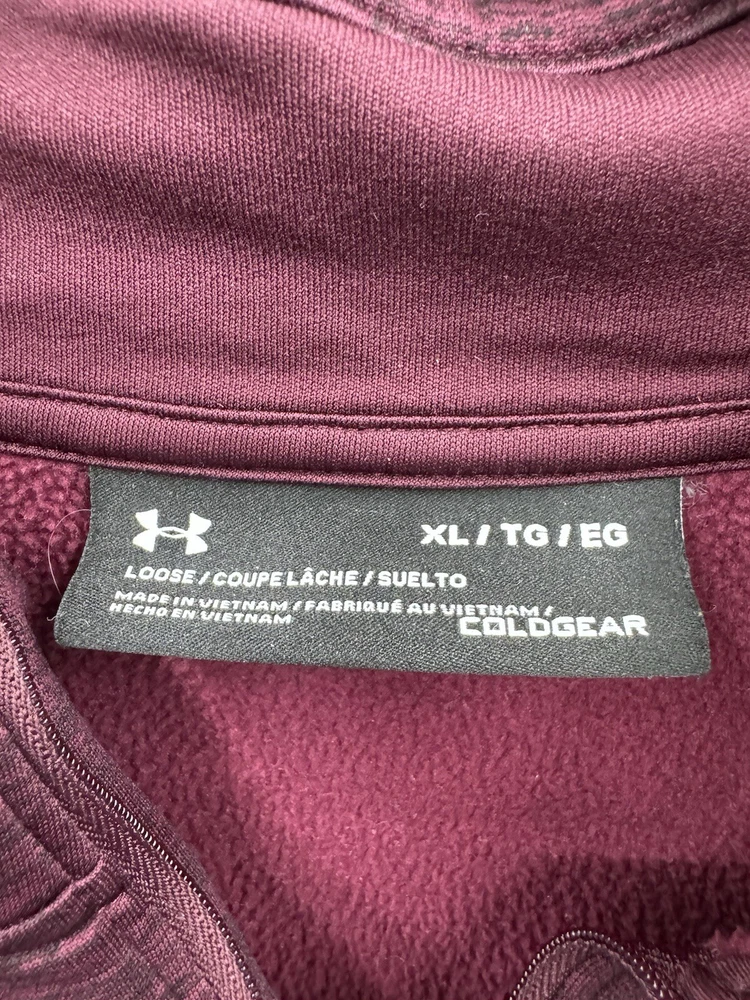 XL / TG / EG
LOOSE / COUPE LÂCHE / SUELTO
MADE IN VIETNAM / FABRIQUÉ AU VIETNAM /
HECHO EN VIETNAM
COLDGEAR